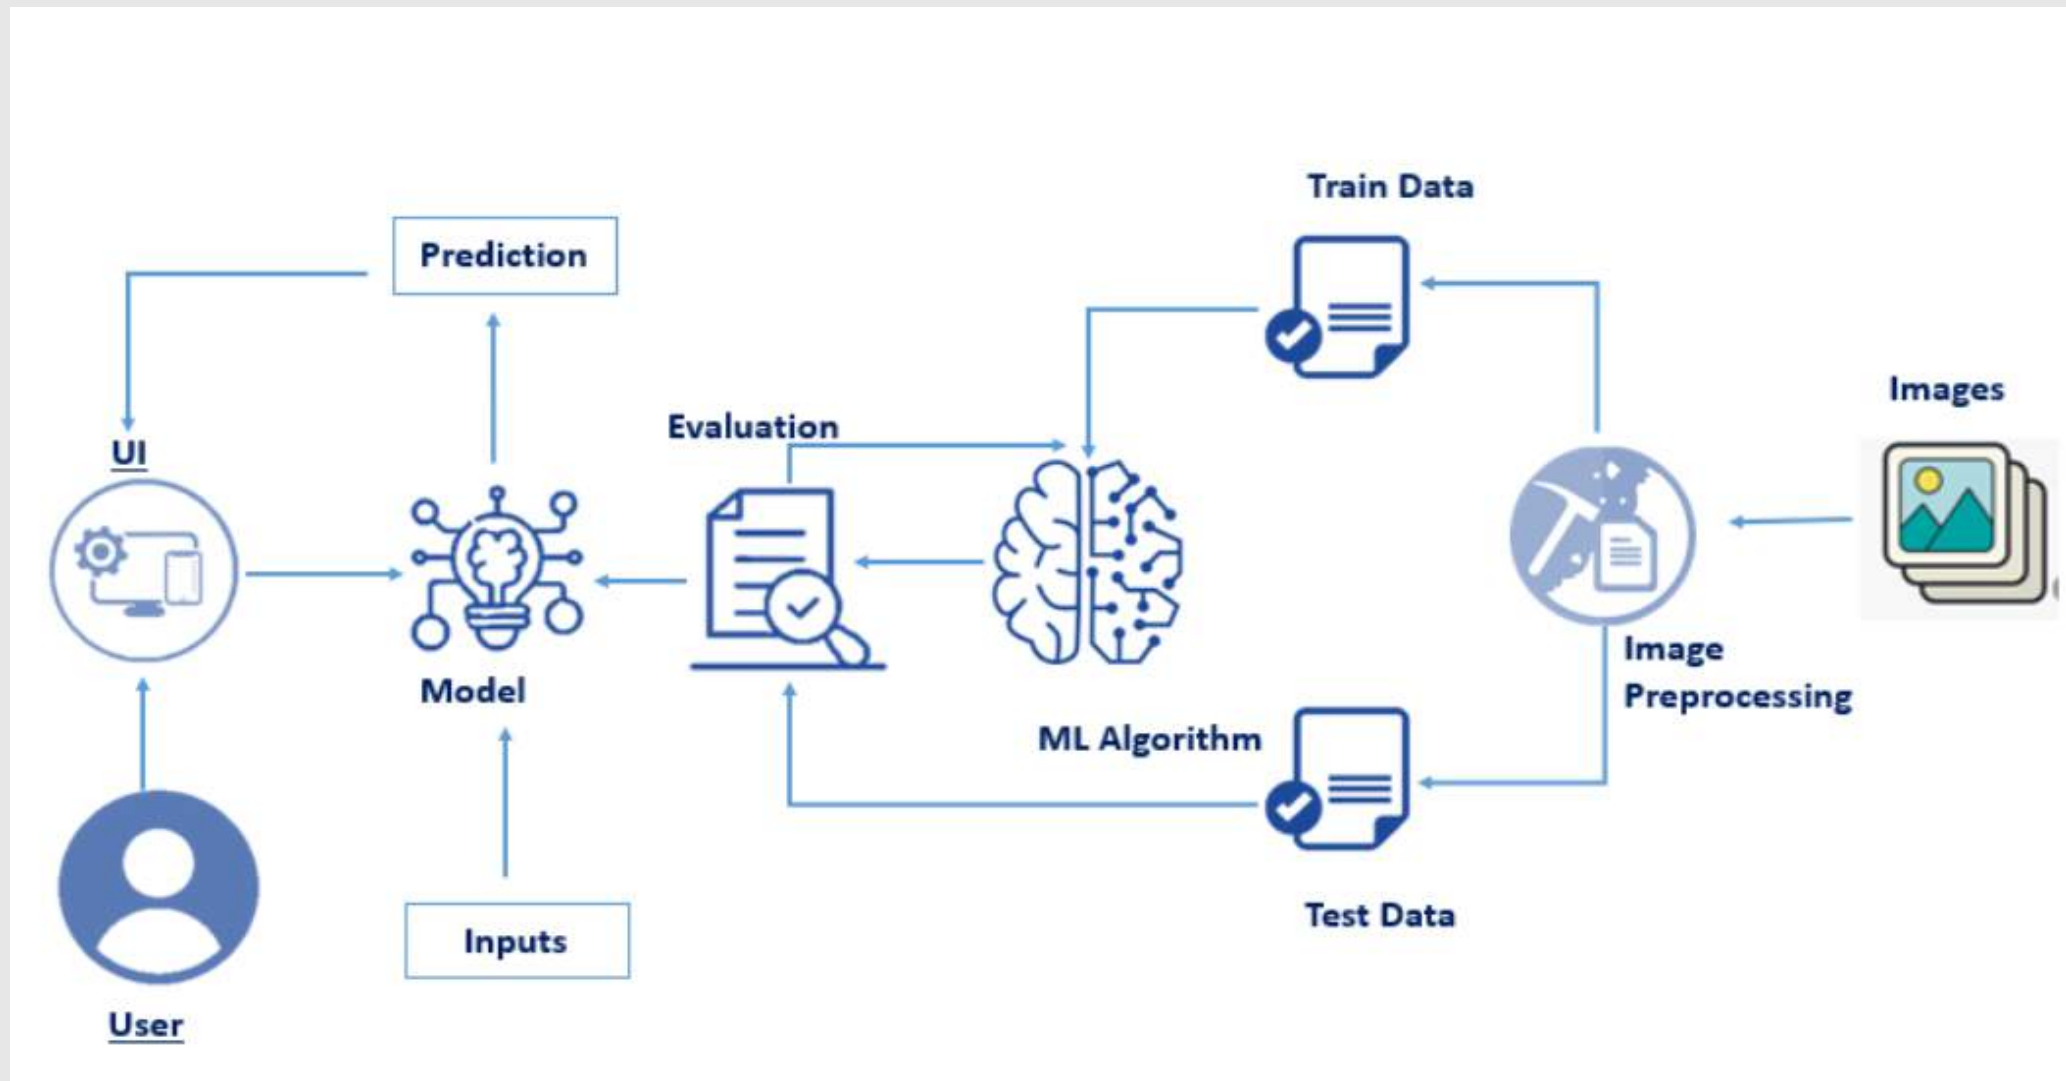 Train Data
Prediction
Images
Evaluation
UI
Image
Preprocessing
Model
ML Algorithm
Test Data
Inputs
User